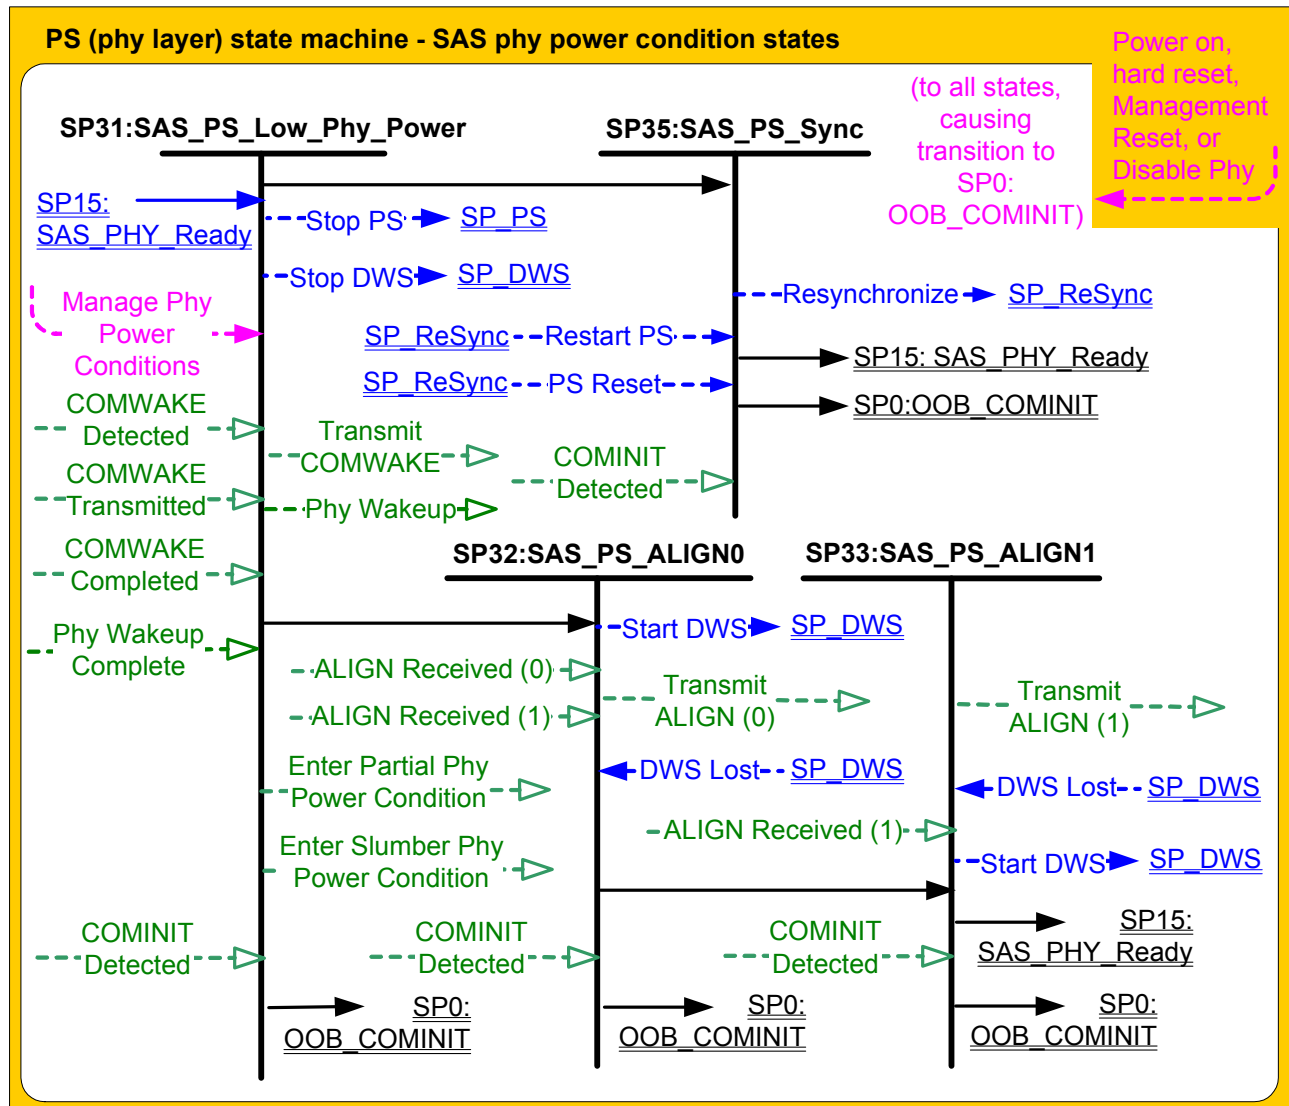 PS (phy layer) state machine - SAS phy power condition states
Power on,
hard reset,
Management
Reset, or
Disable Phy
(to all states,
causing
transition to
SP0:
OOB_COMINIT)
SP31:SAS_PS_Low_Phy_Power
SP35:SAS_PS_Sync
SP15:
SAS_PHY_Ready
Stop PS
SP_PS
Stop DWS
SP_DWS
Manage Phy
Power
Conditions
Resynchronize
SP_ReSync
SP_ReSync
Restart PS
SP15: SAS_PHY_Ready
SP_ReSync
PS Reset
SP0:OOB_COMINIT
COMWAKE
Detected
Transmit
COMWAKE
COMINIT
Detected
COMWAKE
Transmitted
Phy Wakeup
COMWAKE
Completed
SP32:SAS_PS_ALIGN0
SP33:SAS_PS_ALIGN1
Phy Wakeup
Complete
Start DWS
SP_DWS
ALIGN Received (0)
ALIGN Received (1)
Transmit
ALIGN (0)
Transmit
ALIGN (1)
Enter Partial Phy
Power Condition
DWS Lost
SP_DWS
DWS Lost
SP_DWS
ALIGN Received (1)
Enter Slumber Phy
Power Condition
Start DWS
SP_DWS
COMINIT
Detected
COMINIT
Detected
COMINIT
Detected
SP15:
SAS_PHY_Ready
SP0:
OOB_COMINIT
SP0:
OOB_COMINIT
SP0:
OOB_COMINIT